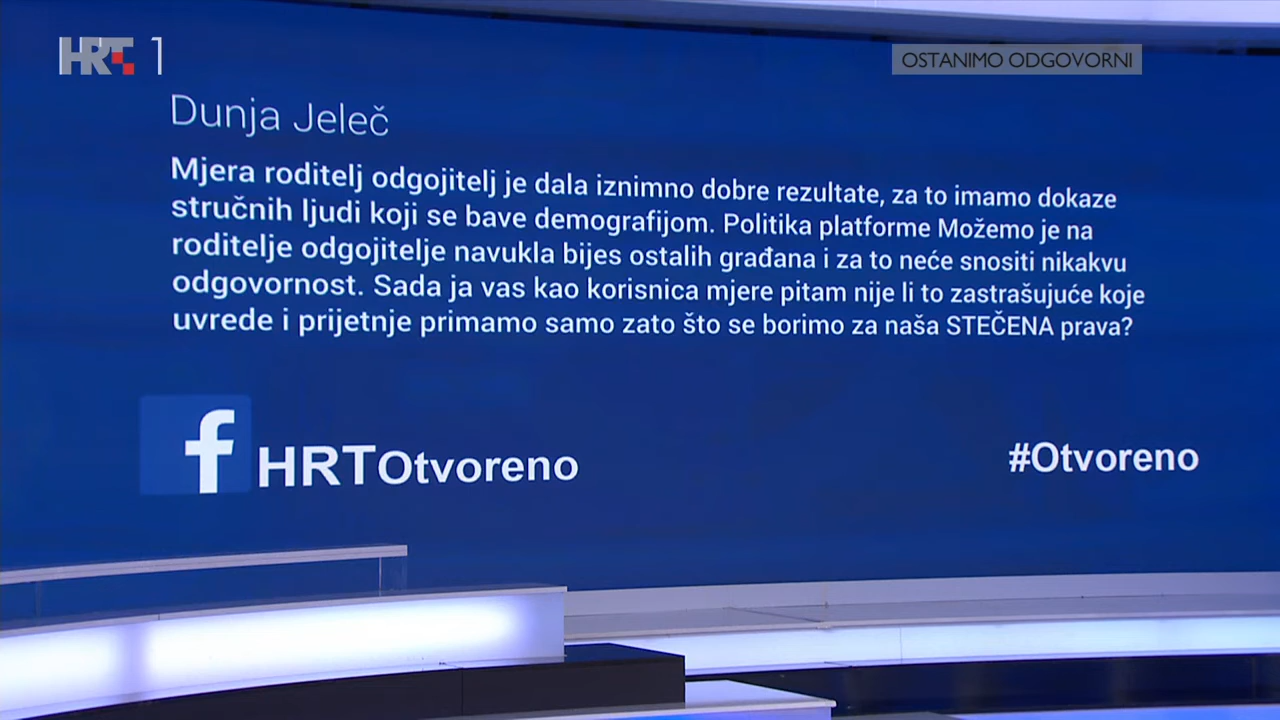 HRT 1
OSTANIMO ODGOVORNI
Dunja Jeleč
Mjera roditelj odgojitelj je dala iznimno dobre rezultate, za to imamo dokaze
stručnih ljudi koji se bave demografijom. Politika platforme Možemo je na
roditelje odgojitelje navukla bijes ostalih građana i za to neće snositi nikakvu
odgovornost. Sada ja vas kao korisnica mjere pitam nije li to zastrašujuće koje
uvrede i prijetnje primamo samo zato što se borimo za naša STEČENA prava?
f HRTOtvoreno
#Otvoreno